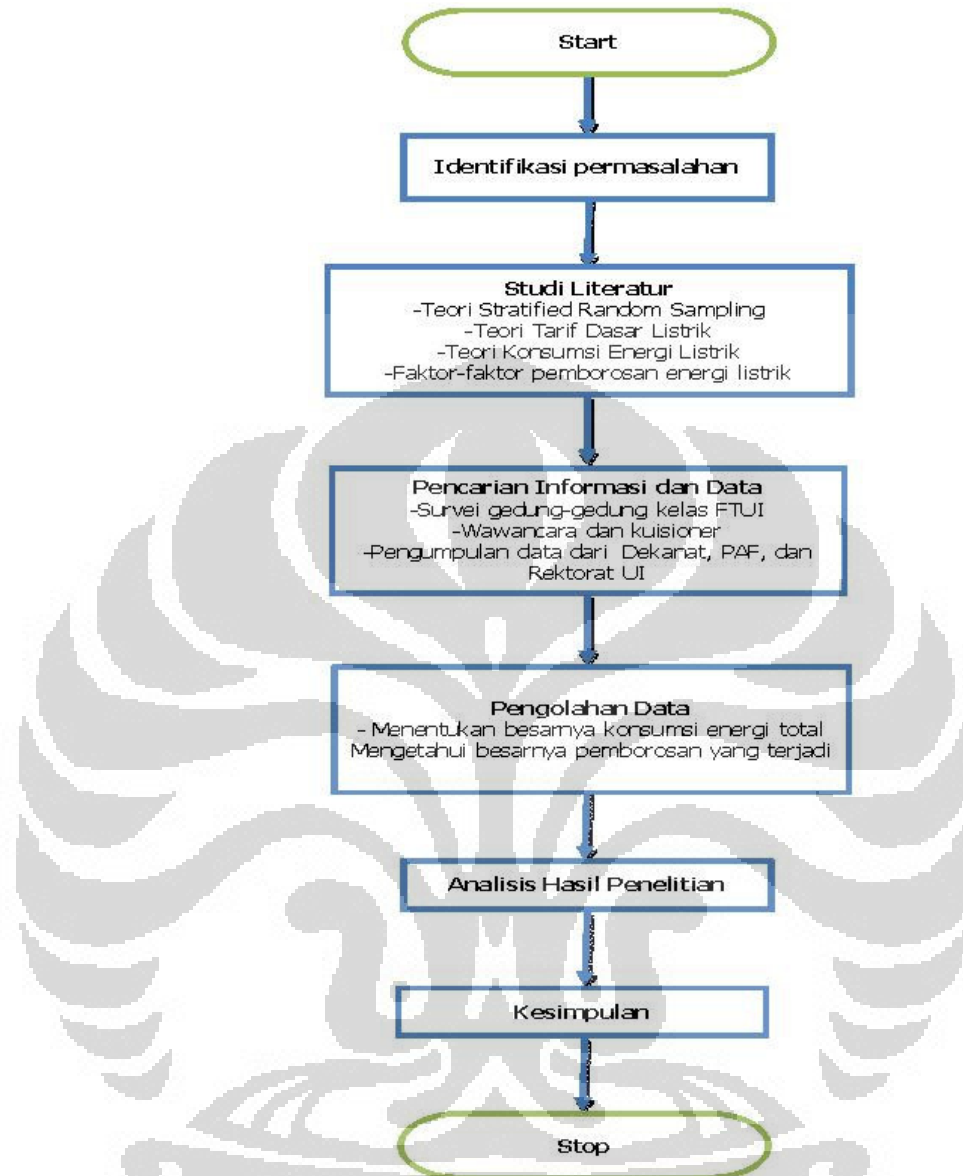 Start
Identifikasi permasalahan
Studi Literatur
-Teori Stratified Random Sampling
-Teori Tarif Dasar Listrik
-Teori Konsumsi Energi Listrik
-Faktor-faktor pemborosan energi listrik
Pencarian Informasi dan Data
-Survei gedung-gedung kelas FTUI
-Wawancara dan kuisioner
-Pengumpulan data dari Dekanat, PAF, dan
Rektorat UI
Pengolahan Data
- Menentukan besarnya konsumsi energi total
Mengetahui besarnya pemborosan yang terjadi
Analisis Hasil Penelitian
Kesimpulan
Stop